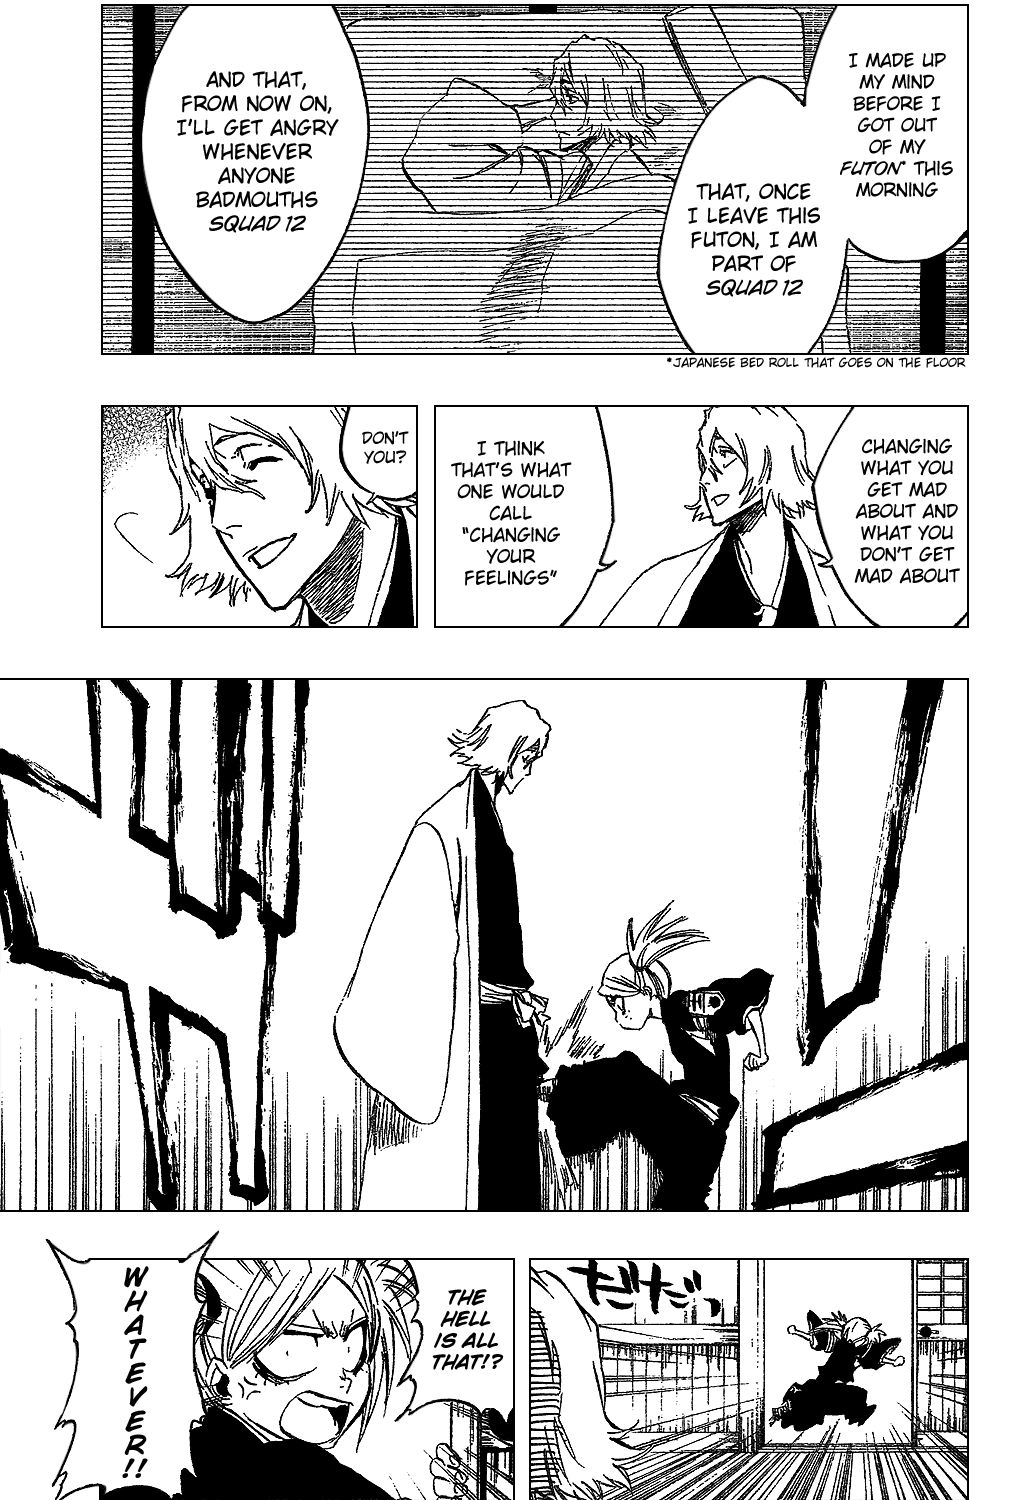 I MADE UP
MY MIND
BEFORE I
GOT OUT
OF MY
FUTON* THIS
MORNING
THAT, ONCE
I LEAVE THIS
FUTON, I AM
PART OF
SQUAD 12
AND THAT,
FROM NOW ON,
I'LL GET ANGRY
WHENEVER
ANYONE
BADMOUTHS
SQUAD 12
*JAPANESE BED ROLL THAT GOES ON THE FLOOR
CHANGING
WHAT YOU
GET MAD
ABOUT AND
WHAT YOU
DON'T GET
MAD ABOUT
I THINK
THAT'S WHAT
ONE WOULD
CALL
"CHANGING
YOUR
FEELINGS"
DON'T
YOU?
だだだっ
THE
HELL
IS ALL
THAT!?
WHATEVER!!